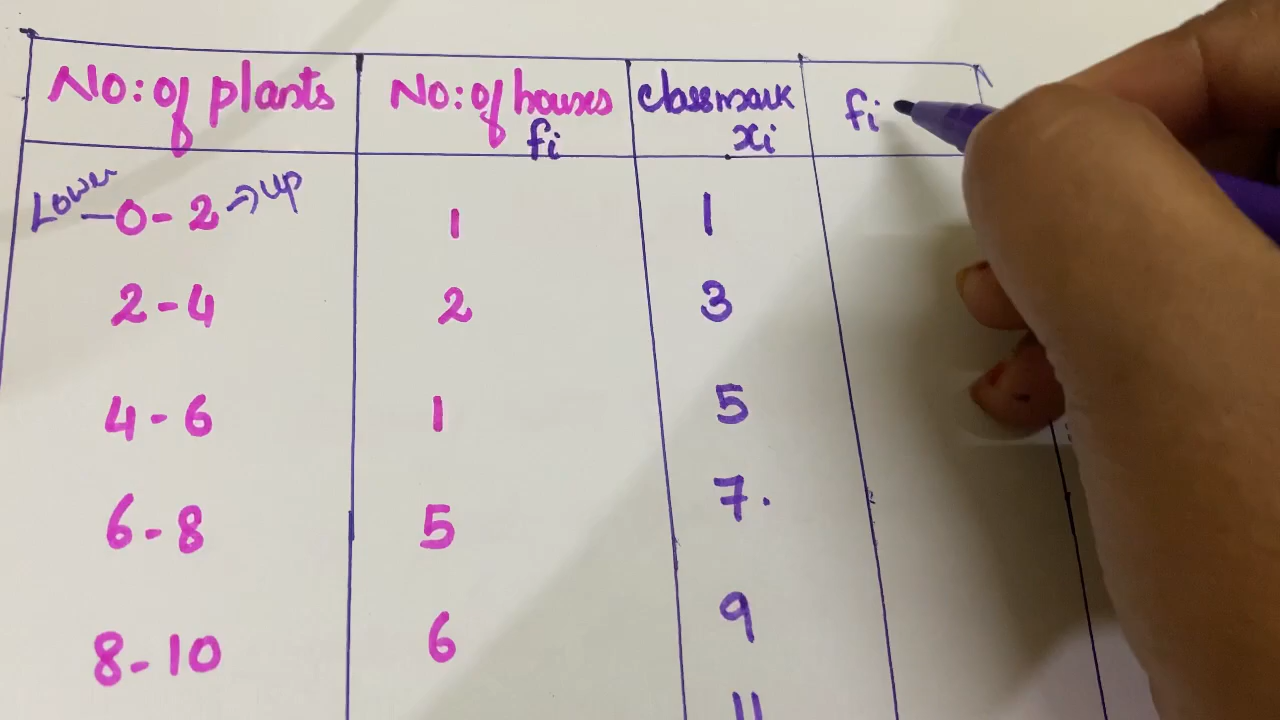 No: of plants No: of houses fi classmark xi fi
Lower 0-2 → up 1 1
2-4 2 3
4-6 1 5
6-8 5 7.
8-10 6 9
11